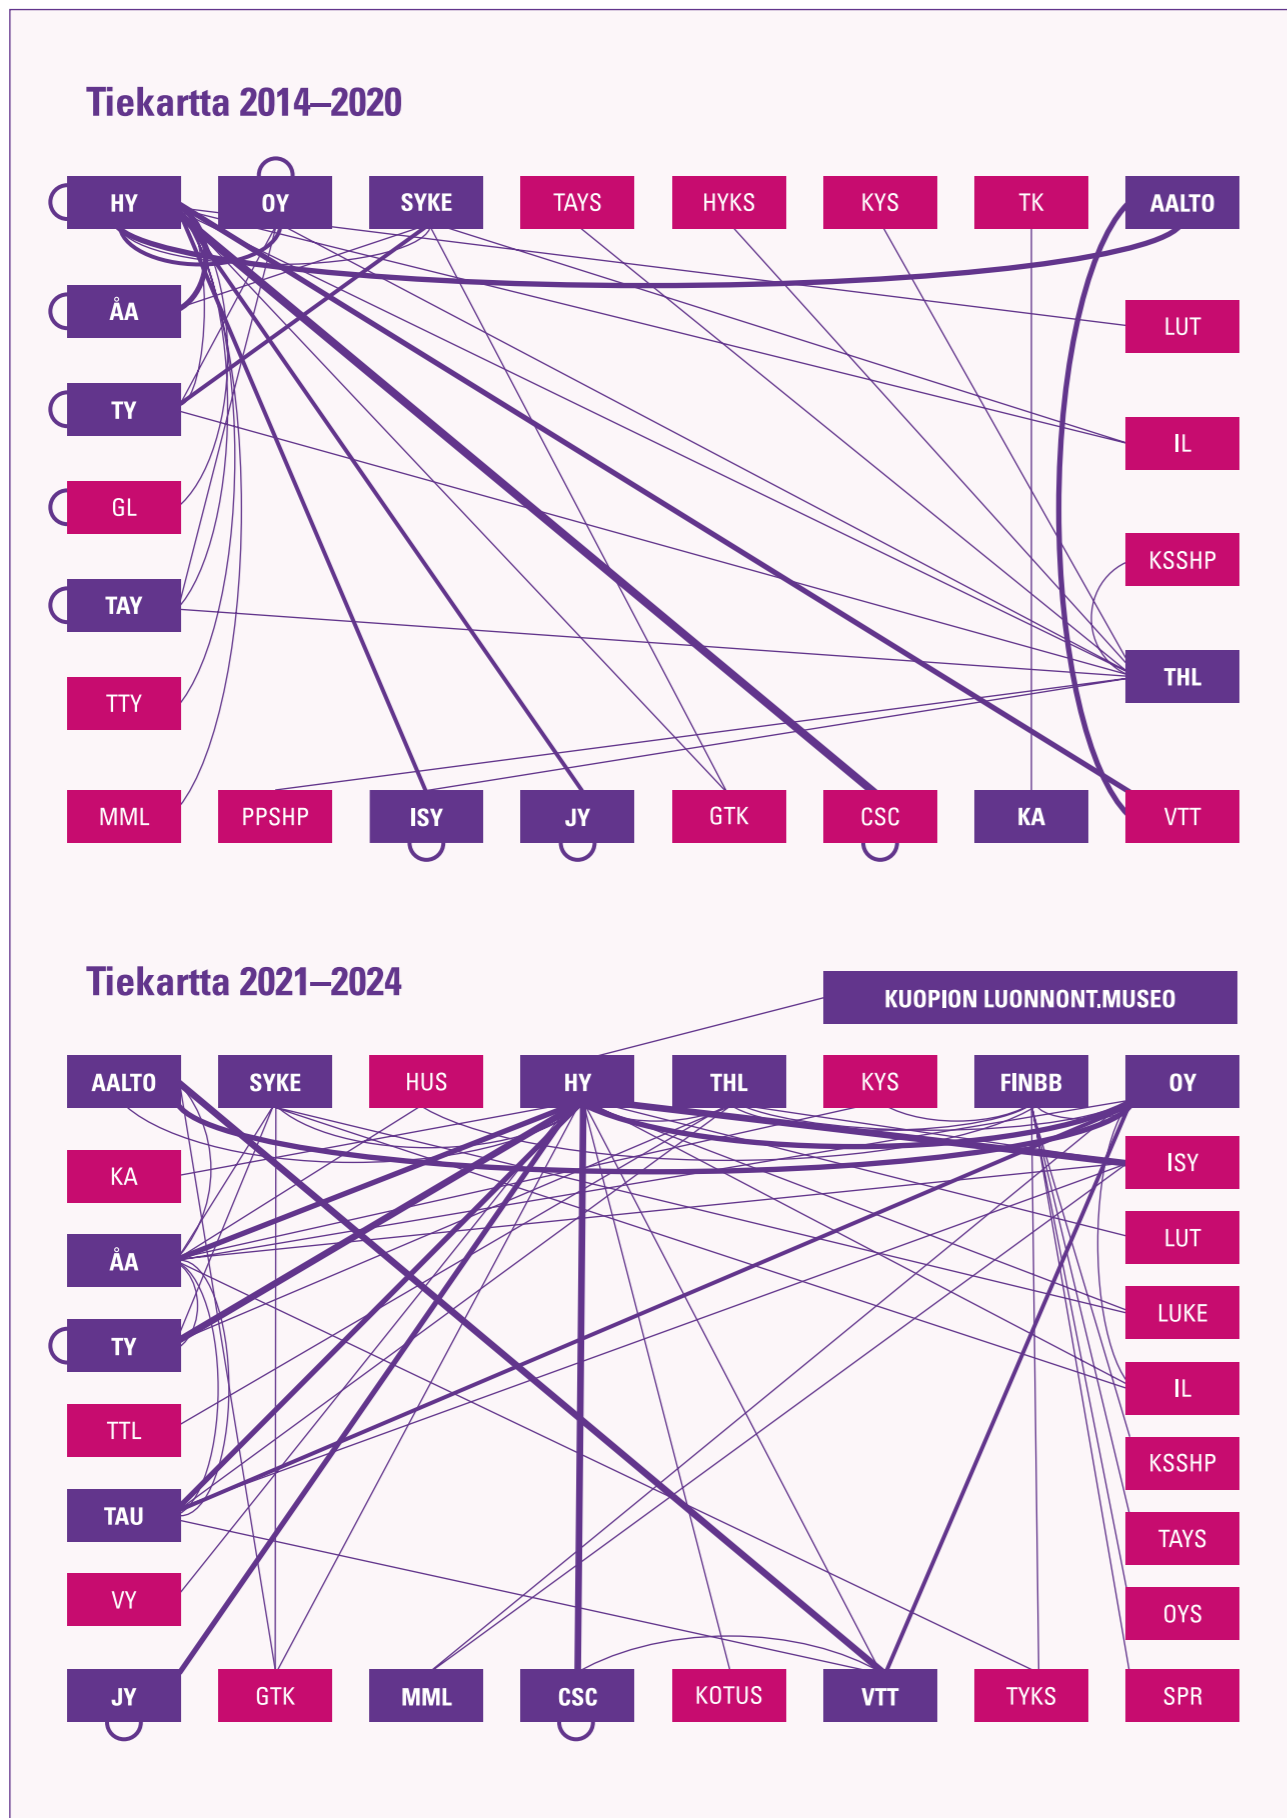 Tiekartta 2014–2020
HY OY SYKE TAYS HYKS KYS TK AALTO
ÅA
LUT
TY
IL
GL
KSSHP
TAY
THL
TTY
MML PPSHP ISY JY GTK CSC KA VTT
Tiekartta 2021–2024
KUOPION LUONNONT.MUSEO
AALTO SYKE HUS HY THL KYS FINBB OY
KA
ISY
ÅA
LUT
LUKE
TY
IL
TTL
KSSHP
TAU
TAYS
VY
OYS
JY GTK MML CSC KOTUS VTT TYKS SPR